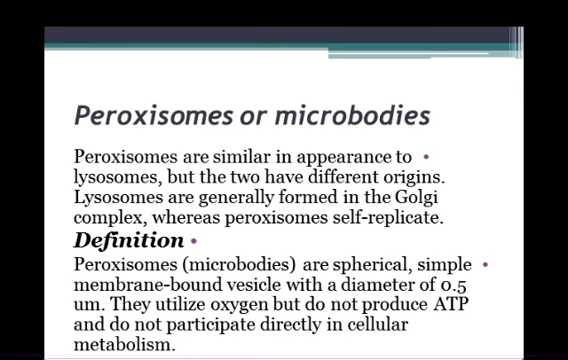 Peroxisomes or microbodies
Peroxisomes are similar in appearance to •
lysosomes, but the two have different origins.
Lysosomes are generally formed in the Golgi
complex, whereas peroxisomes self-replicate.
Definition •
Peroxisomes (microbodies) are spherical, simple •
membrane-bound vesicle with a diameter of 0.5
um. They utilize oxygen but do not produce ATP
and do not participate directly in cellular
metabolism.